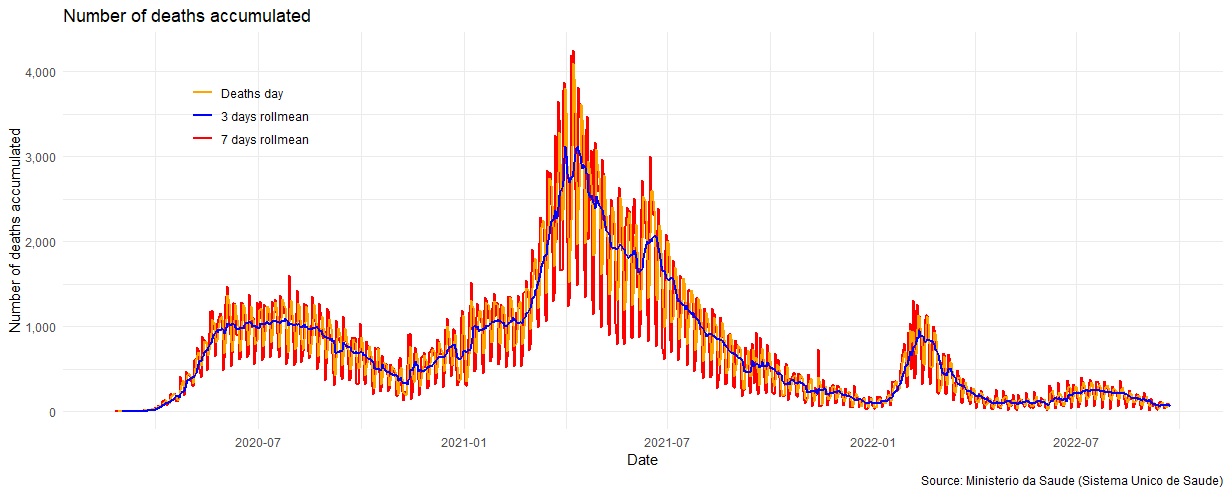 Number of deaths accumulated
Number of deaths accumulated
4,000
3,000
2,000
1,000
0
Deaths day
3 days rollmean
7 days rollmean
2020-07 2021-01 2021-07 2022-01 2022-07
Date
Source: Ministerio da Saude (Sistema Unico de Saude)